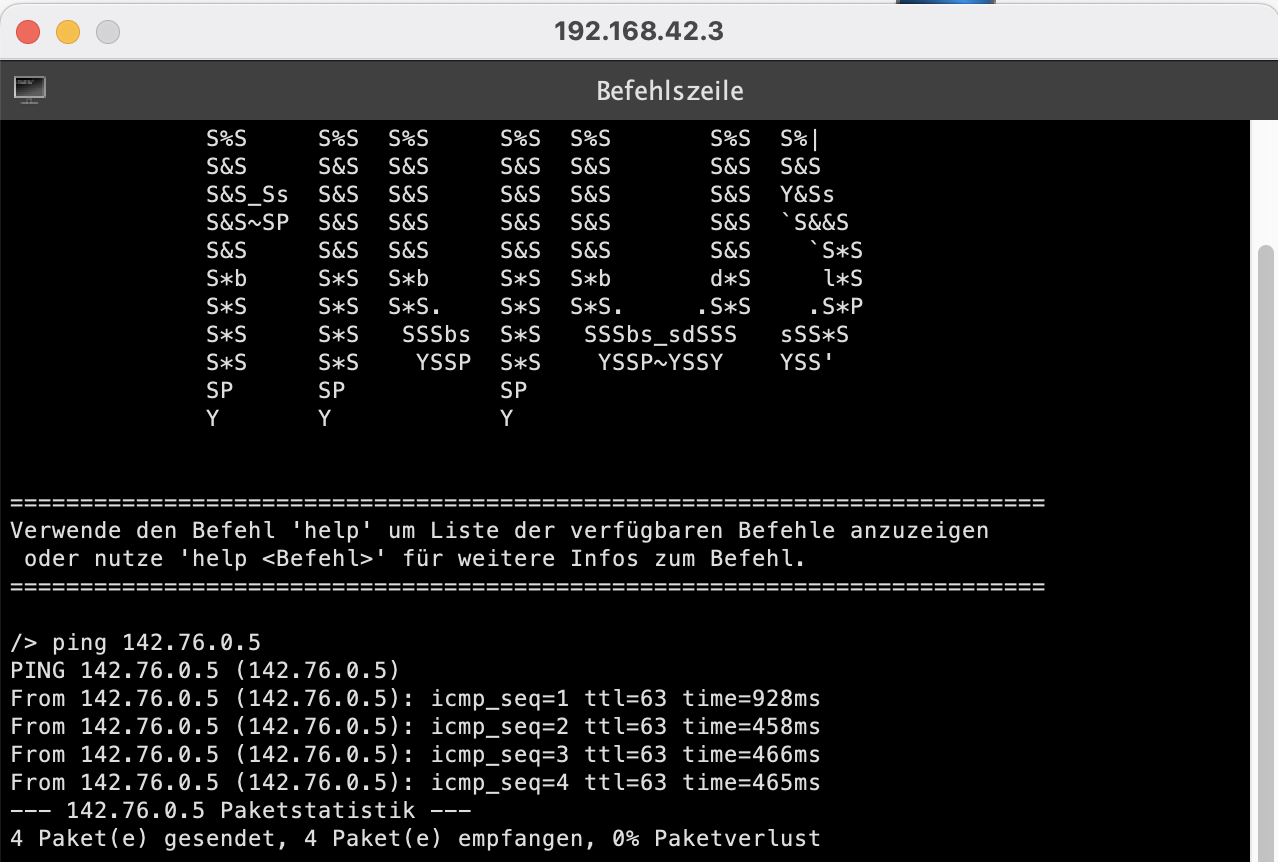 192.168.42.3
Befehlszeile
S%S     S%S  S%S     S%S  S%S       S%S  S%|
S&S     S&S  S&S     S&S  S&S       S&S  S&S
S&S_Ss  S&S  S&S     S&S  S&S       S&S  Y&Ss
S&S~SP  S&S  S&S     S&S  S&S       S&S  `S&&S
S&S     S&S  S&S     S&S  S&S       S&S    `S*S
S*b     S*S  S*b     S*S  S*b       d*S     l*S
S*S     S*S  S*S.    S*S  S*S.     .S*S    .S*P
S*S     S*S   SSSbs  S*S   SSSbs_sdSSS   sSS*S
S*S     S*S    YSSP  S*S    YSSP~YSSY    YSS'
SP      SP           SP
Y       Y            Y
==========================================================================
Verwende den Befehl 'help' um Liste der verfügbaren Befehle anzuzeigen
oder nutze 'help <Befehl>' für weitere Infos zum Befehl.
==========================================================================
/> ping 142.76.0.5
PING 142.76.0.5 (142.76.0.5)
From 142.76.0.5 (142.76.0.5): icmp_seq=1 ttl=63 time=928ms
From 142.76.0.5 (142.76.0.5): icmp_seq=2 ttl=63 time=458ms
From 142.76.0.5 (142.76.0.5): icmp_seq=3 ttl=63 time=466ms
From 142.76.0.5 (142.76.0.5): icmp_seq=4 ttl=63 time=465ms
--- 142.76.0.5 Paketstatistik ---
4 Paket(e) gesendet, 4 Paket(e) empfangen, 0% Paketverlust